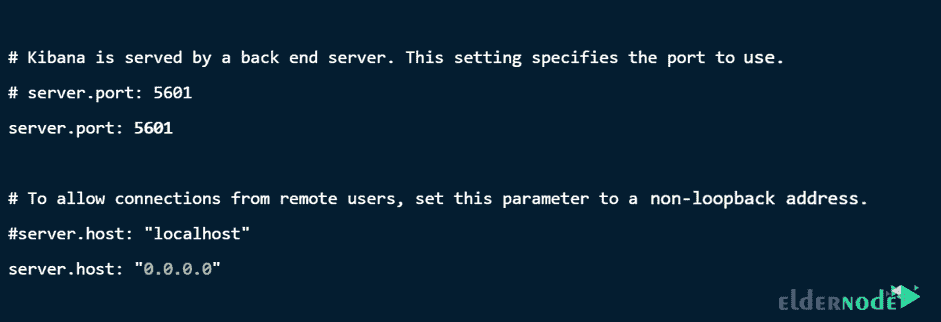 # Kibana is served by a back end server. This setting specifies the port to use.
# server.port: 5601
server.port: 5601
# To allow connections from remote users, set this parameter to a non-loopback address.
#server.host: "localhost"
server.host: "0.0.0.0"
elderNode